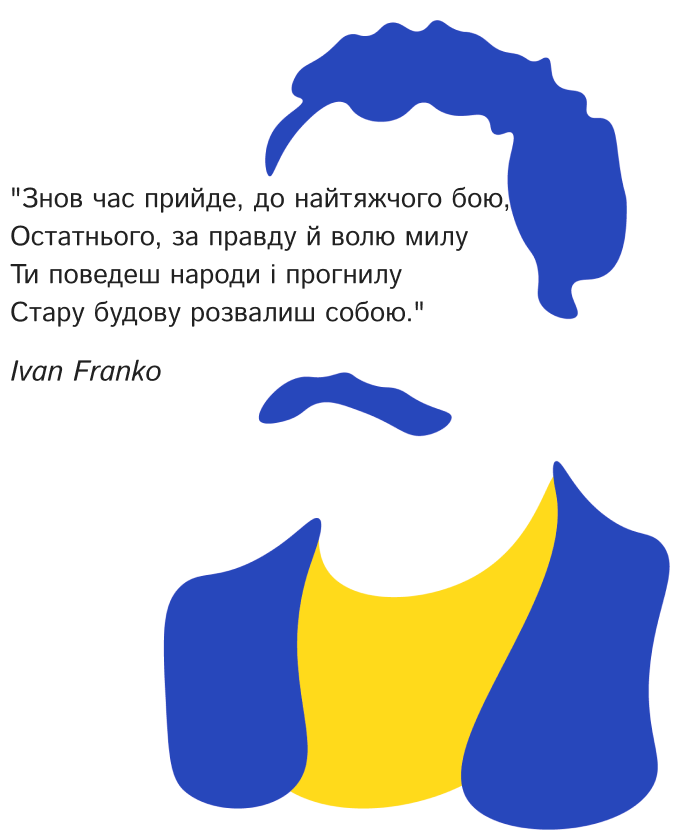 "Знов час прийде, до найтяжчого бою,
Остатнього, за правду й волю милу
Ти поведеш народи і прогнилу
Стару будову розвалиш собою."
Ivan Franko